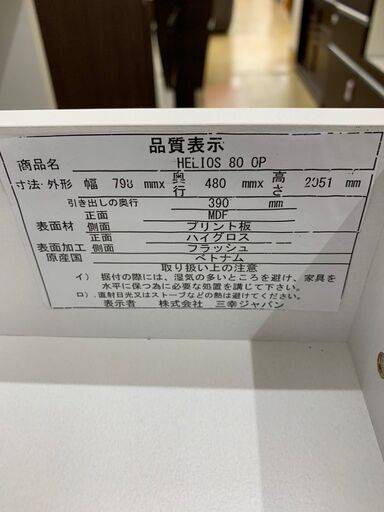 品質表示
商品名 HELIOS 80 OP
寸法・外形 幅 798 mmx 奥行 480 mmx 高さ 2051 mm
引き出しの奥行 390 mm
表面材 正面 MDF
側面 プリント板
表面加工 正面 ハイグロス
側面 フラッシュ
原産国 ベトナム
取り扱い上の注意
イ）．据付の際には、湿気の多いところを避け、家具を
水平に保つ為に必要な処置を講じて下さい。
ロ）．直射日光又はストーブなどの熱は避けてください。
表示者 株式会社 三幸ジャパン